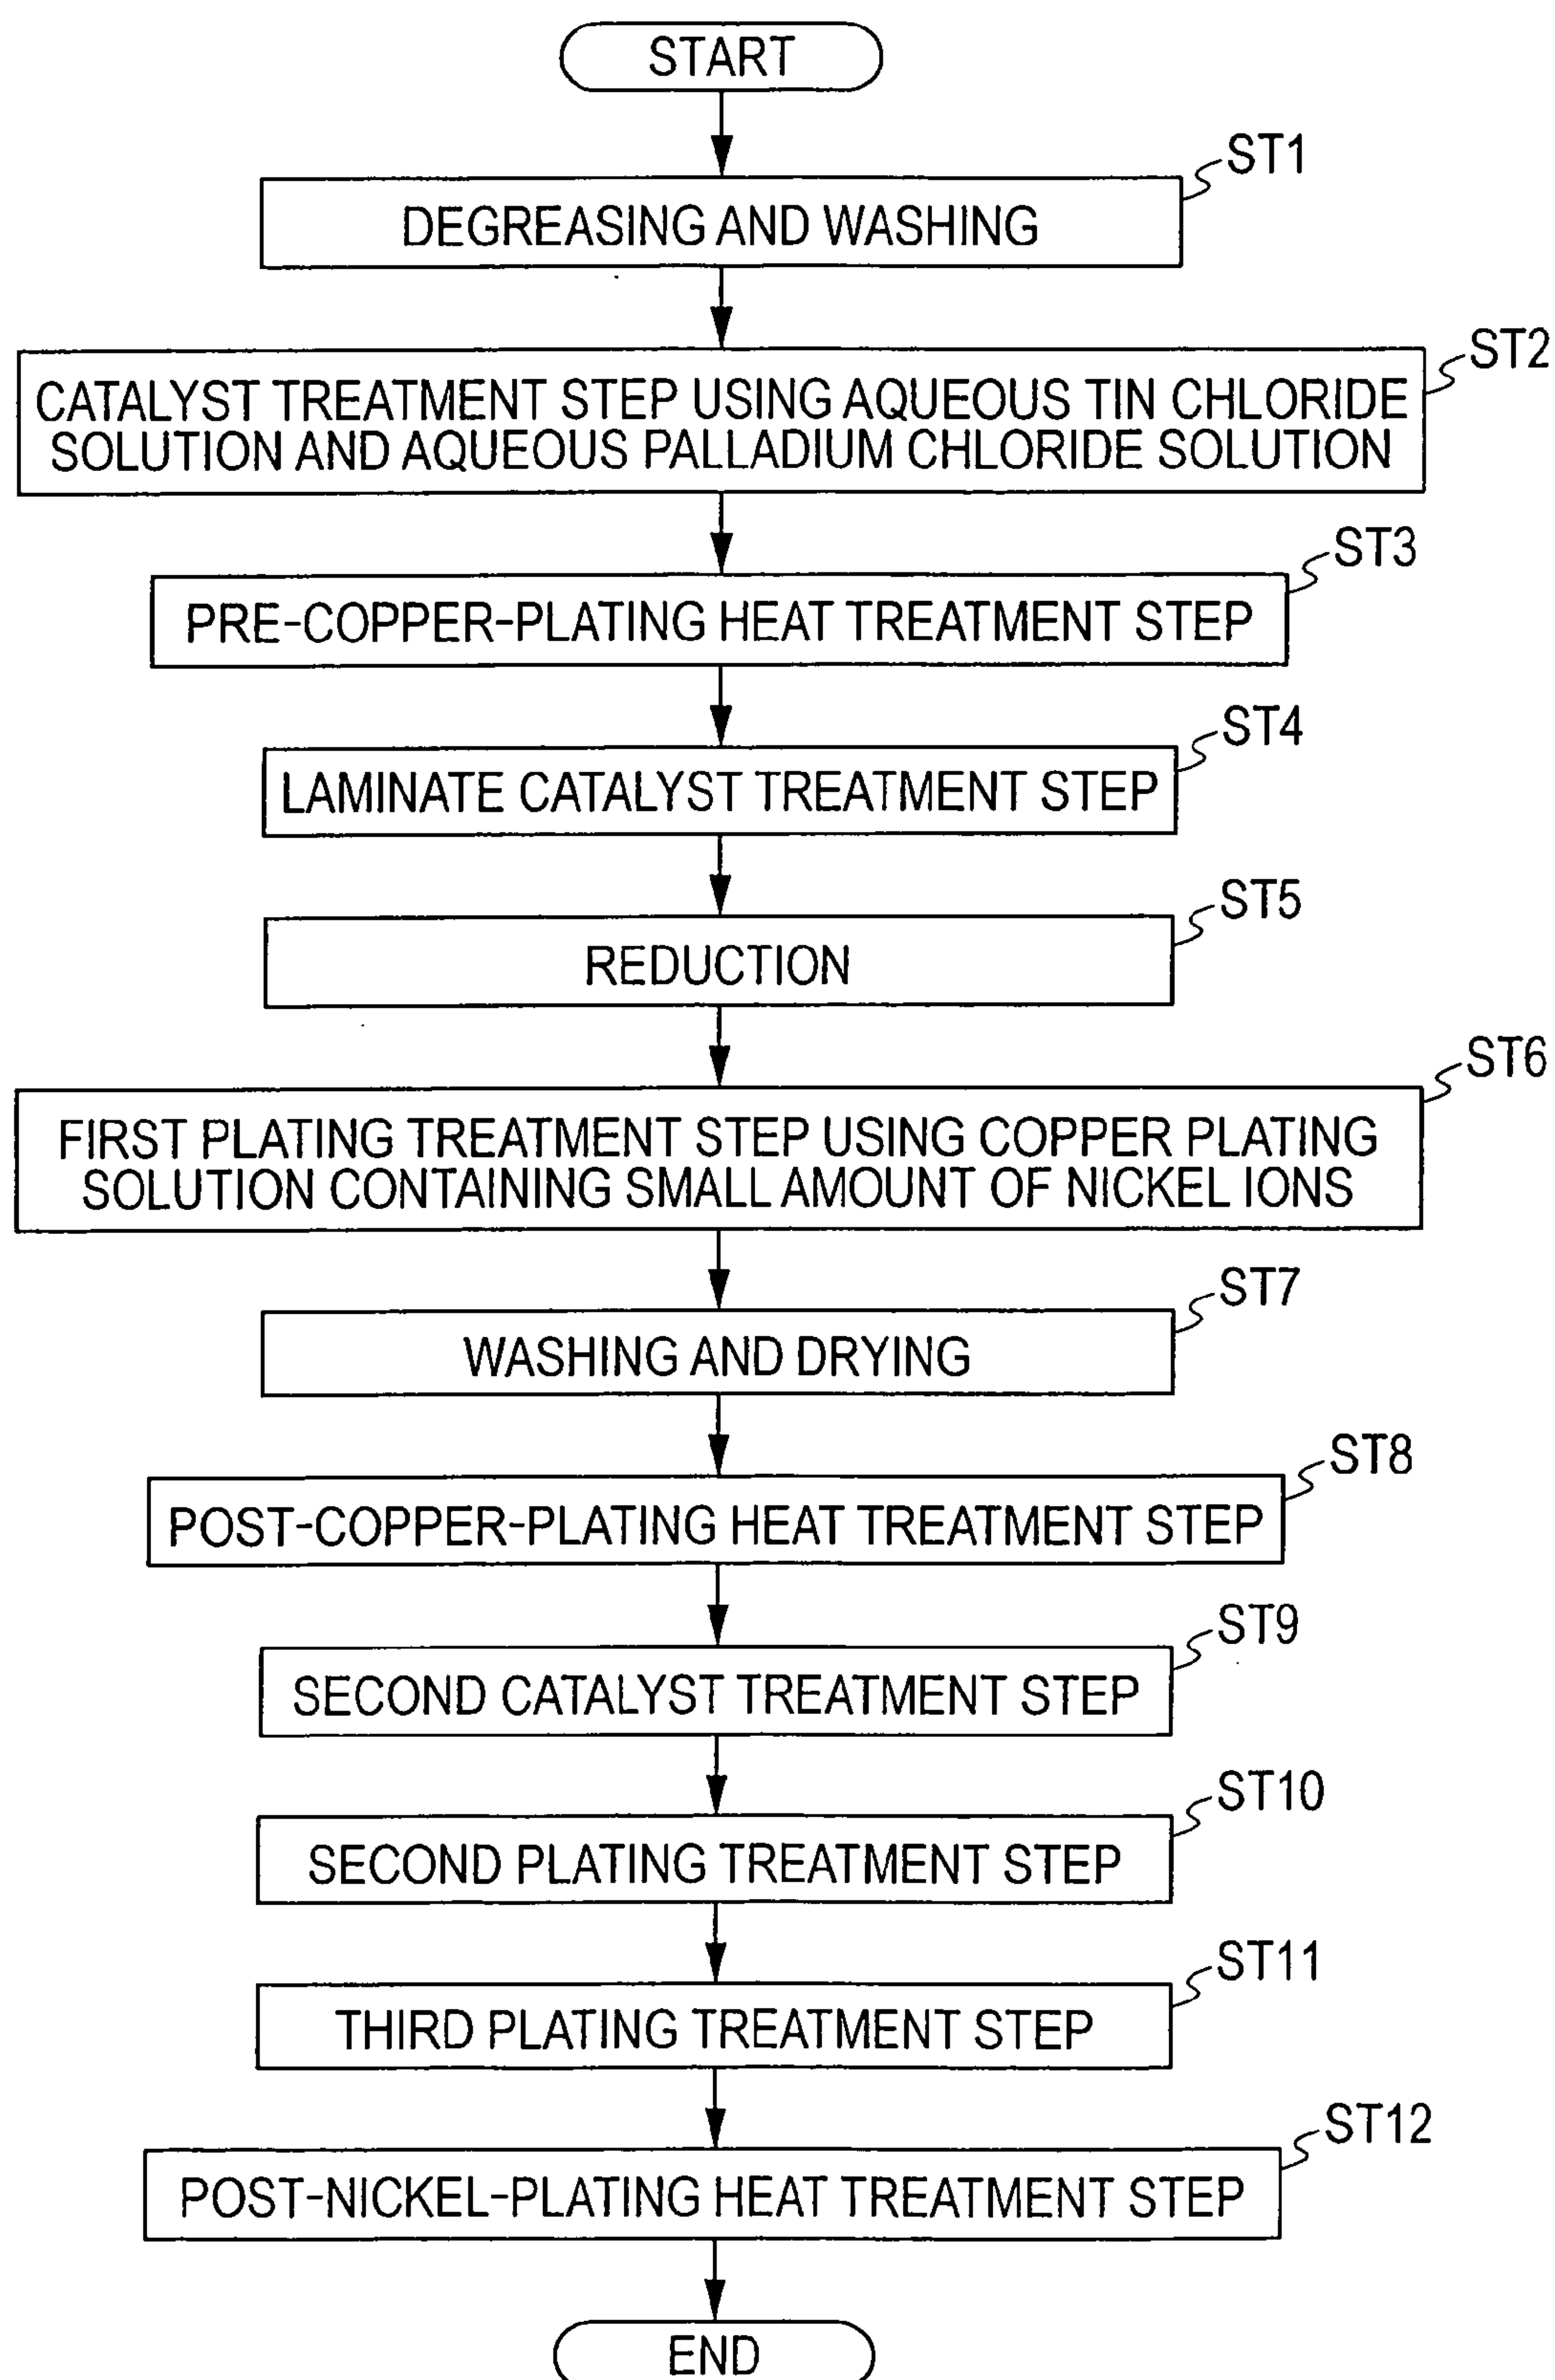 START
ST1
DEGREASING AND WASHING
ST2
CATALYST TREATMENT STEP USING AQUEOUS TIN CHLORIDE
SOLUTION AND AQUEOUS PALLADIUM CHLORIDE SOLUTION
ST3
PRE-COPPER-PLATING HEAT TREATMENT STEP
ST4
LAMINATE CATALYST TREATMENT STEP
ST5
REDUCTION
ST6
FIRST PLATING TREATMENT STEP USING COPPER PLATING
SOLUTION CONTAINING SMALL AMOUNT OF NICKEL IONS
ST7
WASHING AND DRYING
ST8
POST-COPPER-PLATING HEAT TREATMENT STEP
ST9
SECOND CATALYST TREATMENT STEP
ST10
SECOND PLATING TREATMENT STEP
ST11
THIRD PLATING TREATMENT STEP
ST12
POST-NICKEL-PLATING HEAT TREATMENT STEP
END